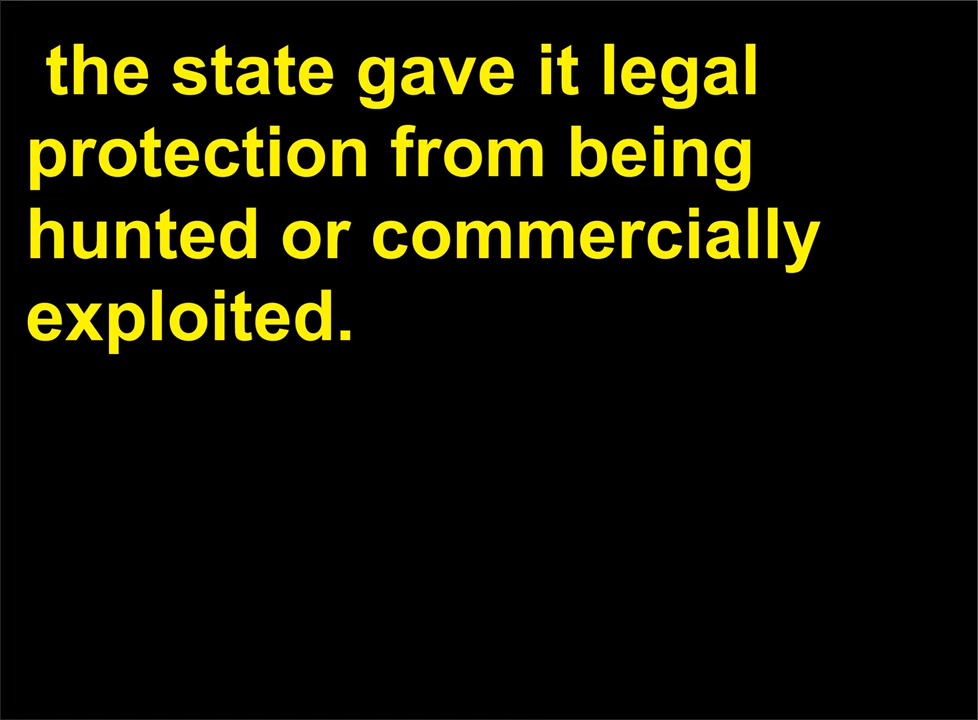 the state gave it legal
protection from being
hunted or commercially
exploited.